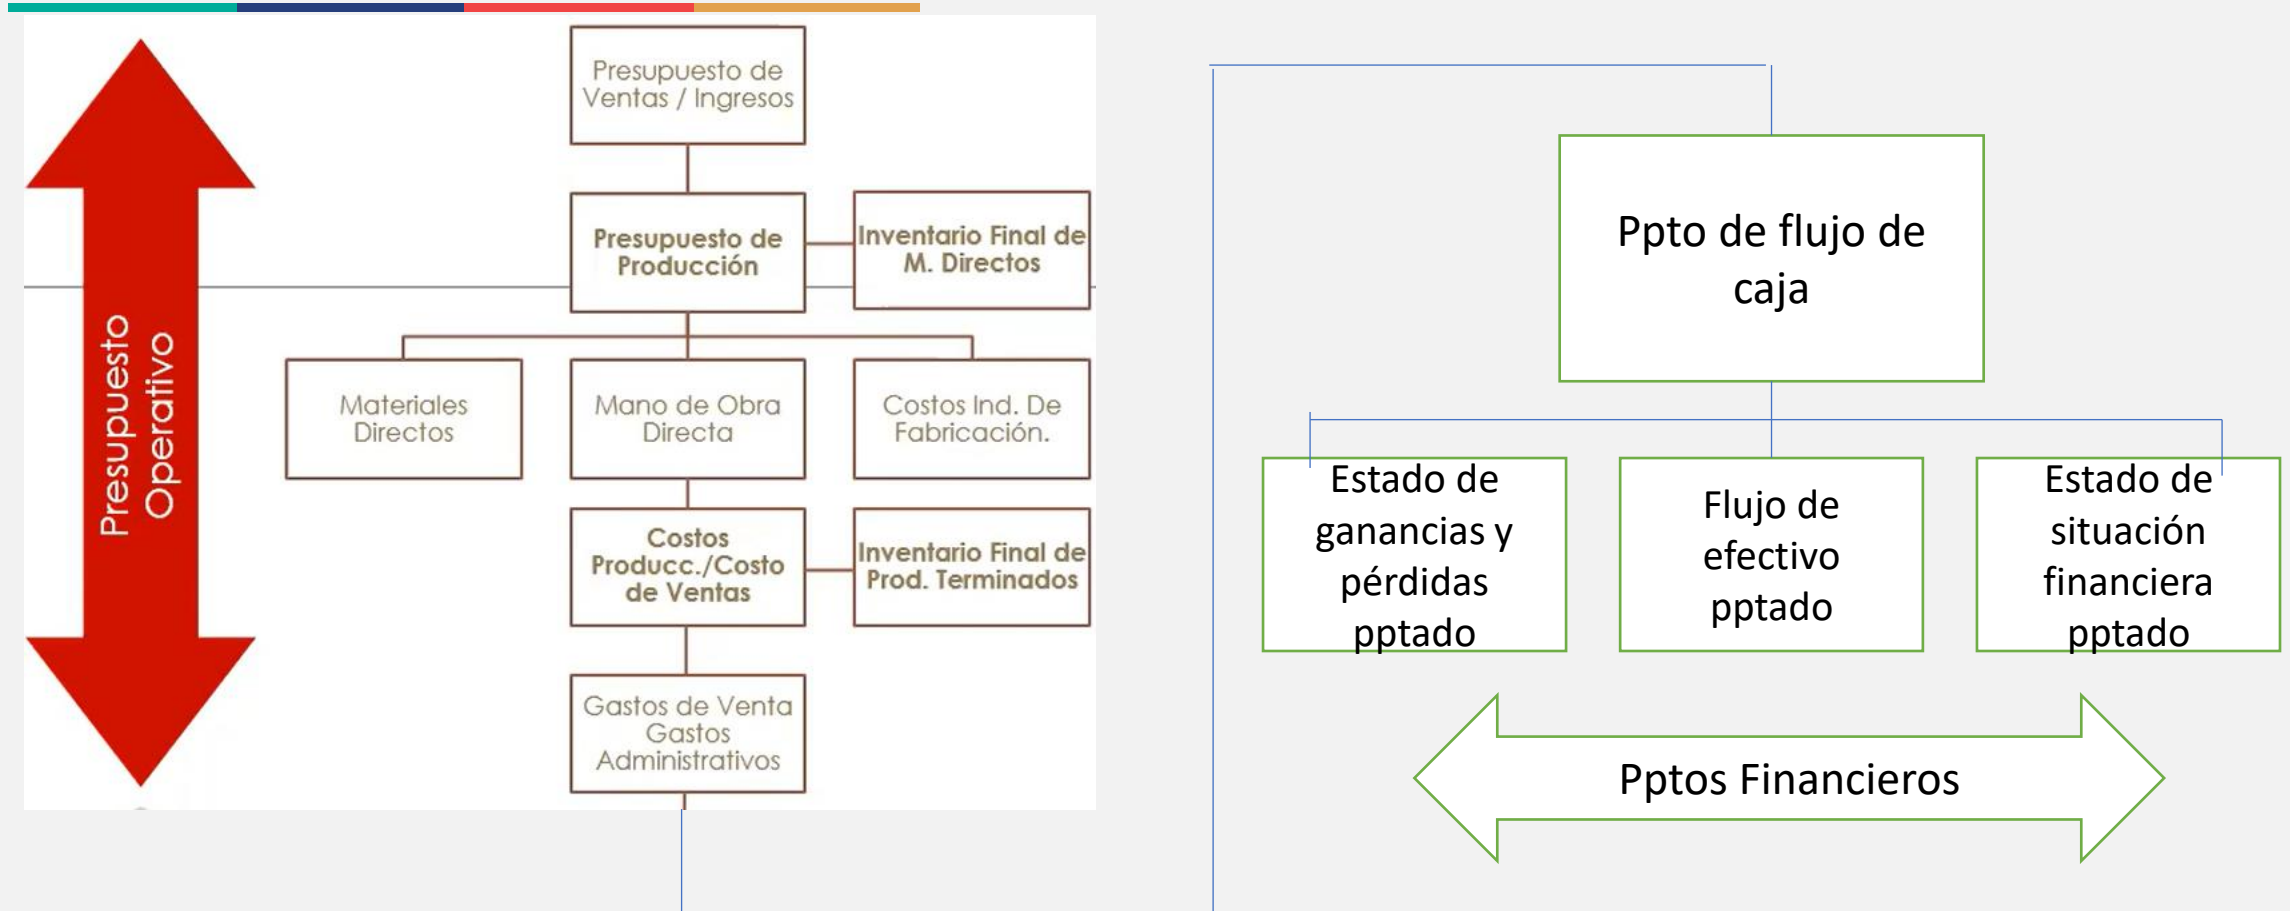 Presupuesto de
Ventas / Ingresos
Presupuesto de
Producción
Inventario Final de
M. Directos
Presupuesto
Operativo
Materiales
Directos
Mano de Obra
Directa
Costos Ind. De
Fabricación.
Costos
Producc./Costo
de Ventas
Inventario Final de
Prod. Terminados
Gastos de Venta
Gastos
Administrativos
Ppto de flujo de
caja
Estado de
ganancias y
pérdidas
pptado
Flujo de
efectivo
pptado
Estado de
situación
financiera
pptado
Pptos Financieros